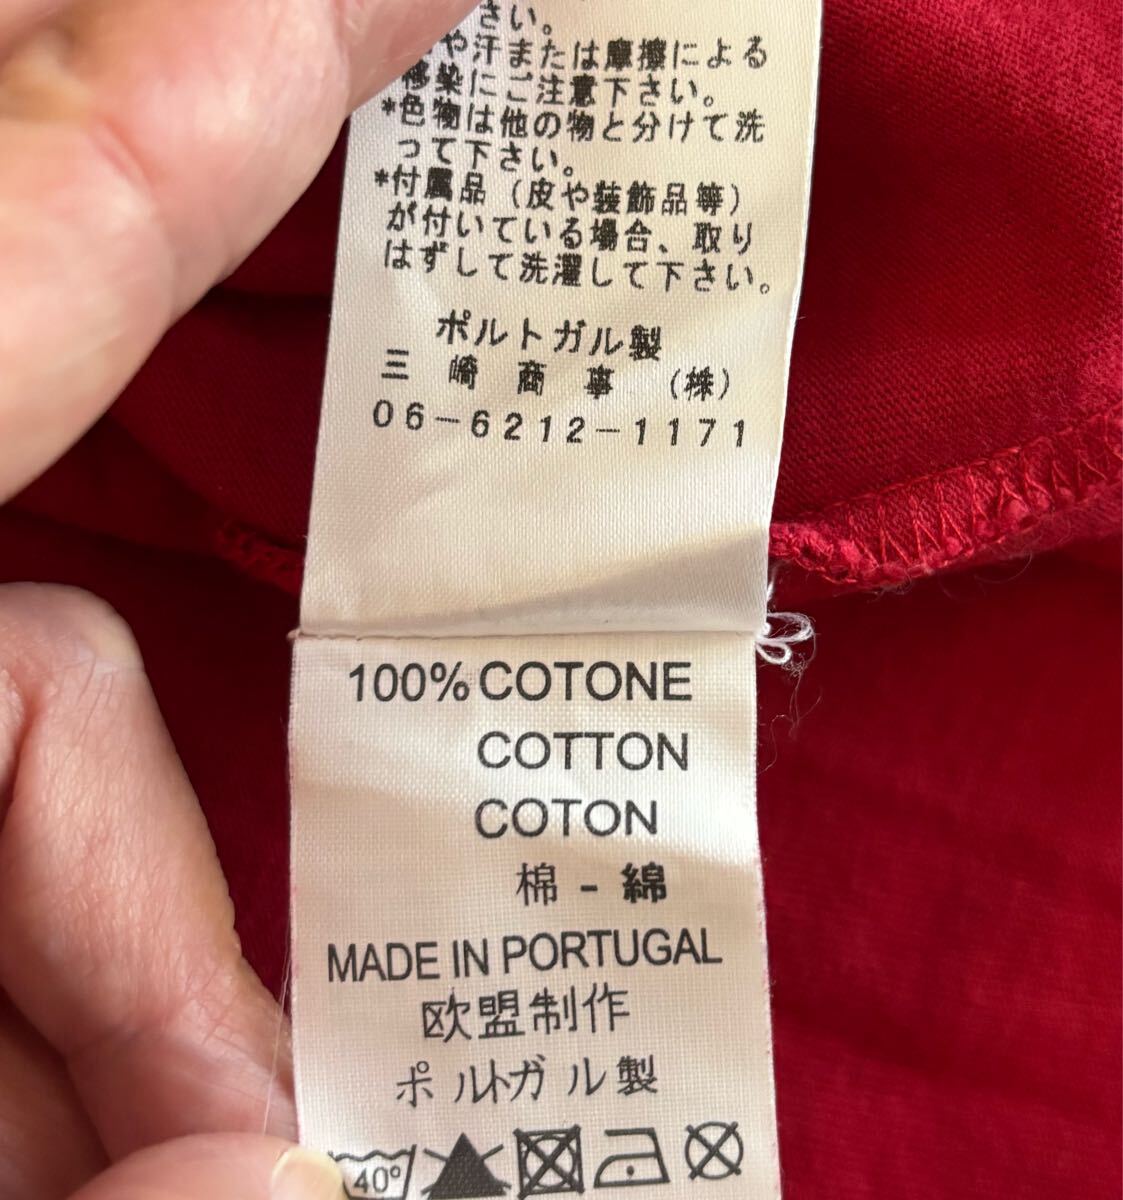 さい。
や汗または摩擦による
移染にご注意下さい。
*色物は他の物と分けて洗
って下さい。
*付属品（皮や装飾品等）
が付いている場合、取り
はずして洗濯して下さい。
ポルトガル製
三崎商事（株）
06-6212-1171
100% COTONE
COTTON
COTON
棉 - 綿
MADE IN PORTUGAL
欧盟制作
ポルトガル製
40°